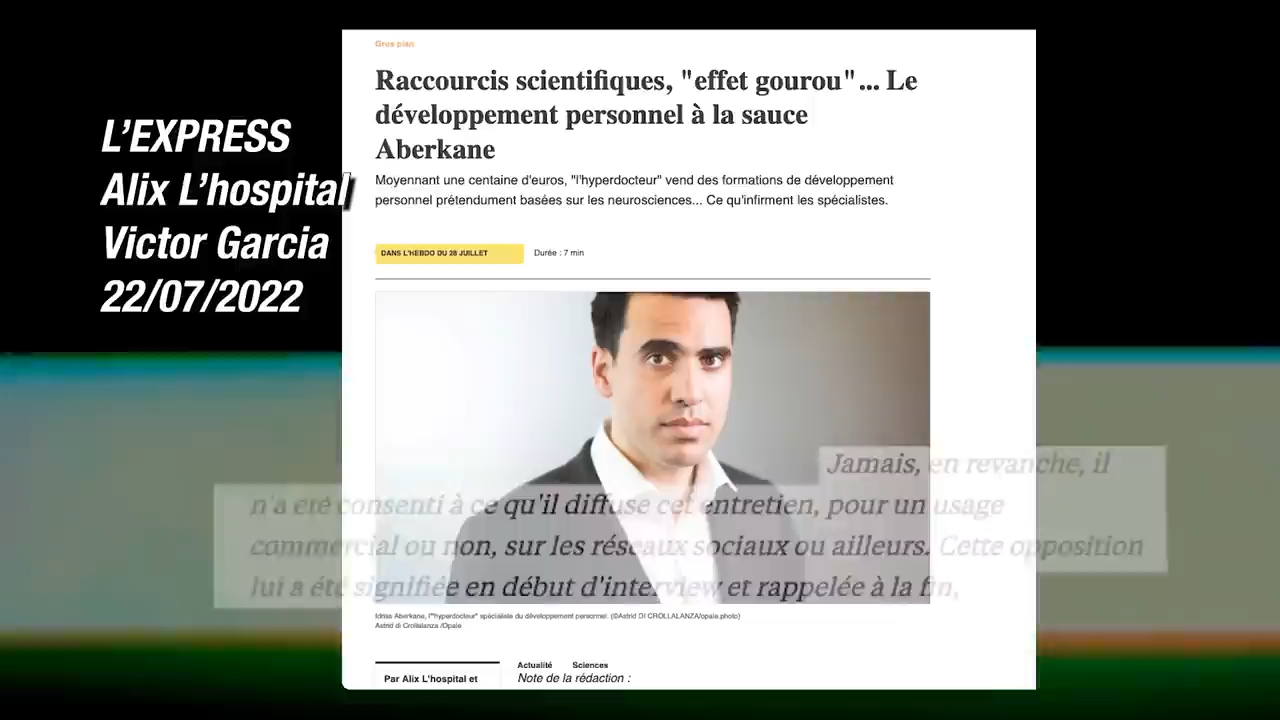 L'EXPRESS
Alix L'hospital
Victor Garcia
22/07/2022
Gros plan
Raccourcis scientifiques, "effet gourou"... Le
développement personnel à la sauce
Aberkane
Moyennant une centaine d'euros, "l'hyperdocteur" vend des formations de développement
personnel prétendument basées sur les neurosciences... Ce qu'infirment les spécialistes.
DANS L'HEBDO DU 28 JUILLET
Durée : 7 min
Jamais, en revanche, il
n'a été consenti à ce qu'il diffuse cet entretien, pour un usage
commercial ou non, sur les réseaux sociaux ou ailleurs. Cette opposition
lui a été signifiée en début d'interview et rappelée à la fin,
Idriss Aberkane, l'"hyperdocteur" spécialiste du développement personnel. (©Astrid DI CROLLALANZA/opale.photo)
Astrid di Crollalanza /Opale
Par Alix L'hospital et
Actualité Sciences
Note de la rédaction :